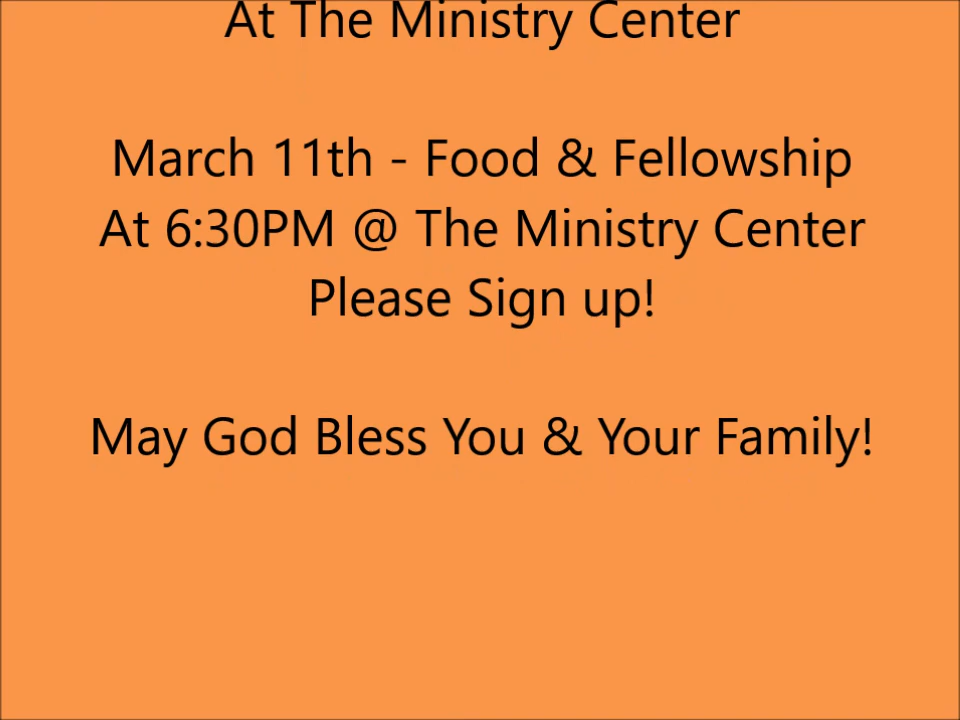 At The Ministry Center
March 11th - Food & Fellowship
At 6:30PM @ The Ministry Center
Please Sign up!
May God Bless You & Your Family!